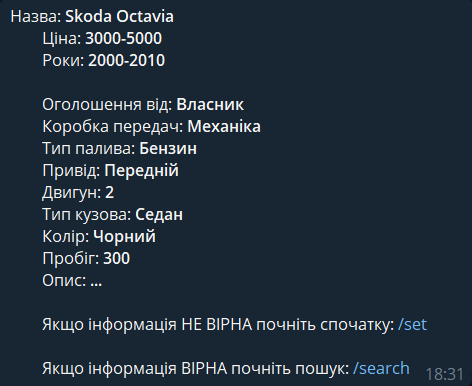 Назва: Skoda Octavia
Ціна: 3000-5000
Роки: 2000-2010
Оголошення від: Власник
Коробка передач: Механіка
Тип палива: Бензин
Привід: Передній
Двигун: 2
Тип кузова: Седан
Колір: Чорний
Пробіг: 300
Опис: ...
Якщо інформація НЕ ВІРНА почніть спочатку: /set
Якщо інформація ВІРНА почніть пошук: /search
18:31